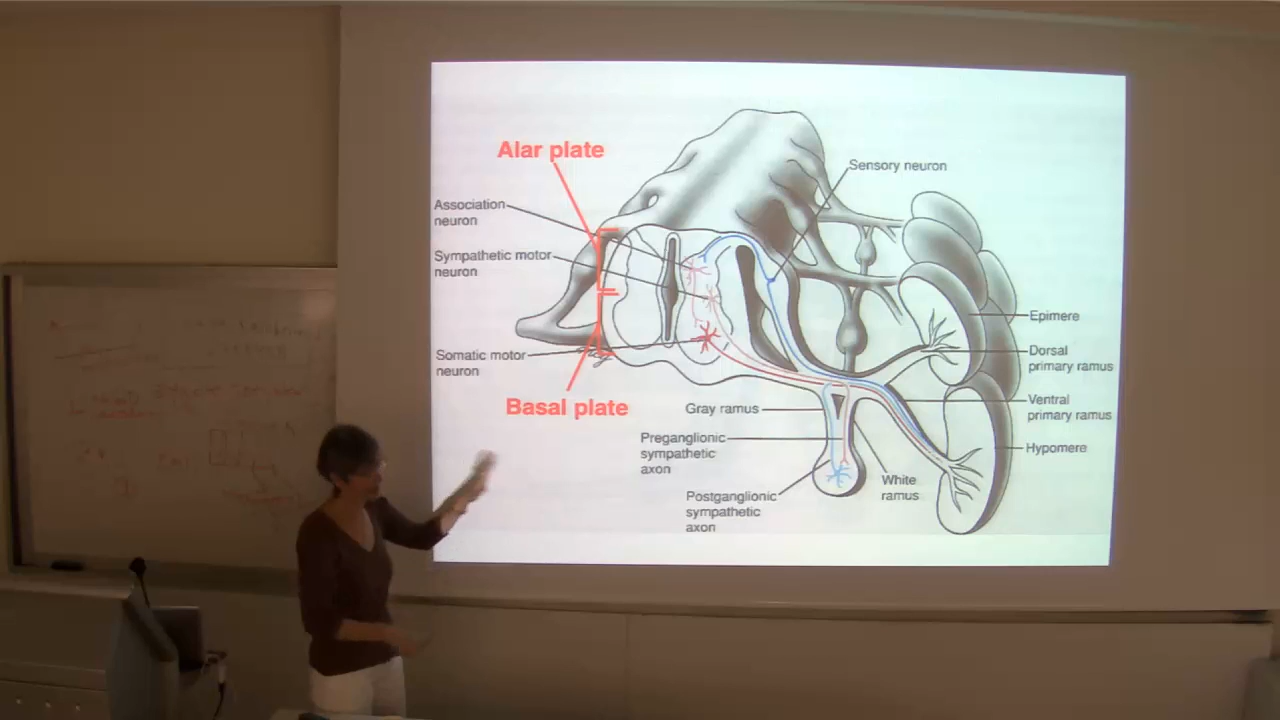 Alar plate
Sensory neuron
Association
neuron
Sympathetic motor
neuron
Epimere
Somatic motor
neuron
Dorsal
primary ramus
Basal plate
Gray ramus
Ventral
primary ramus
Preganglionic
sympathetic
axon
Hypomere
White
ramus
Postganglionic
sympathetic
axon